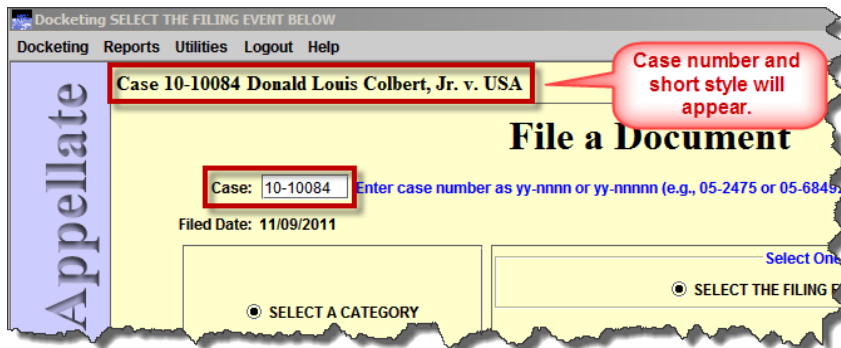 Docketing SELECT THE FILING EVENT BELOW
Docketing Reports Utilities Logout Help
Case 10-10084 Donald Louis Colbert, Jr. v. USA
Case number and
short style will
appear.
Appellate
File a Document
Case: 10-10084 Enter case number as yy-nnnn or yy-nnnnn (e.g., 05-2475 or 05-6849
Filed Date: 11/09/2011
Select One
SELECT A CATEGORY
SELECT THE FILING